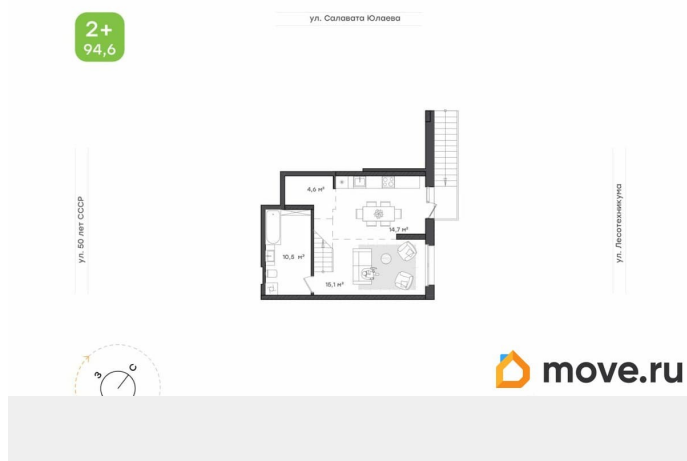 ул. Салавата Юлаева
2+
94,6
ул. 50 лет СССР
ул. Лесотехникума
4,6 м²
14,7 м²
10,5 м²
15,1 м²
З
С
move.ru